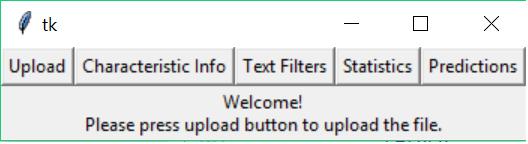 tk
Upload Characteristic Info Text Filters Statistics Predictions
Welcome!
Please press upload button to upload the file.